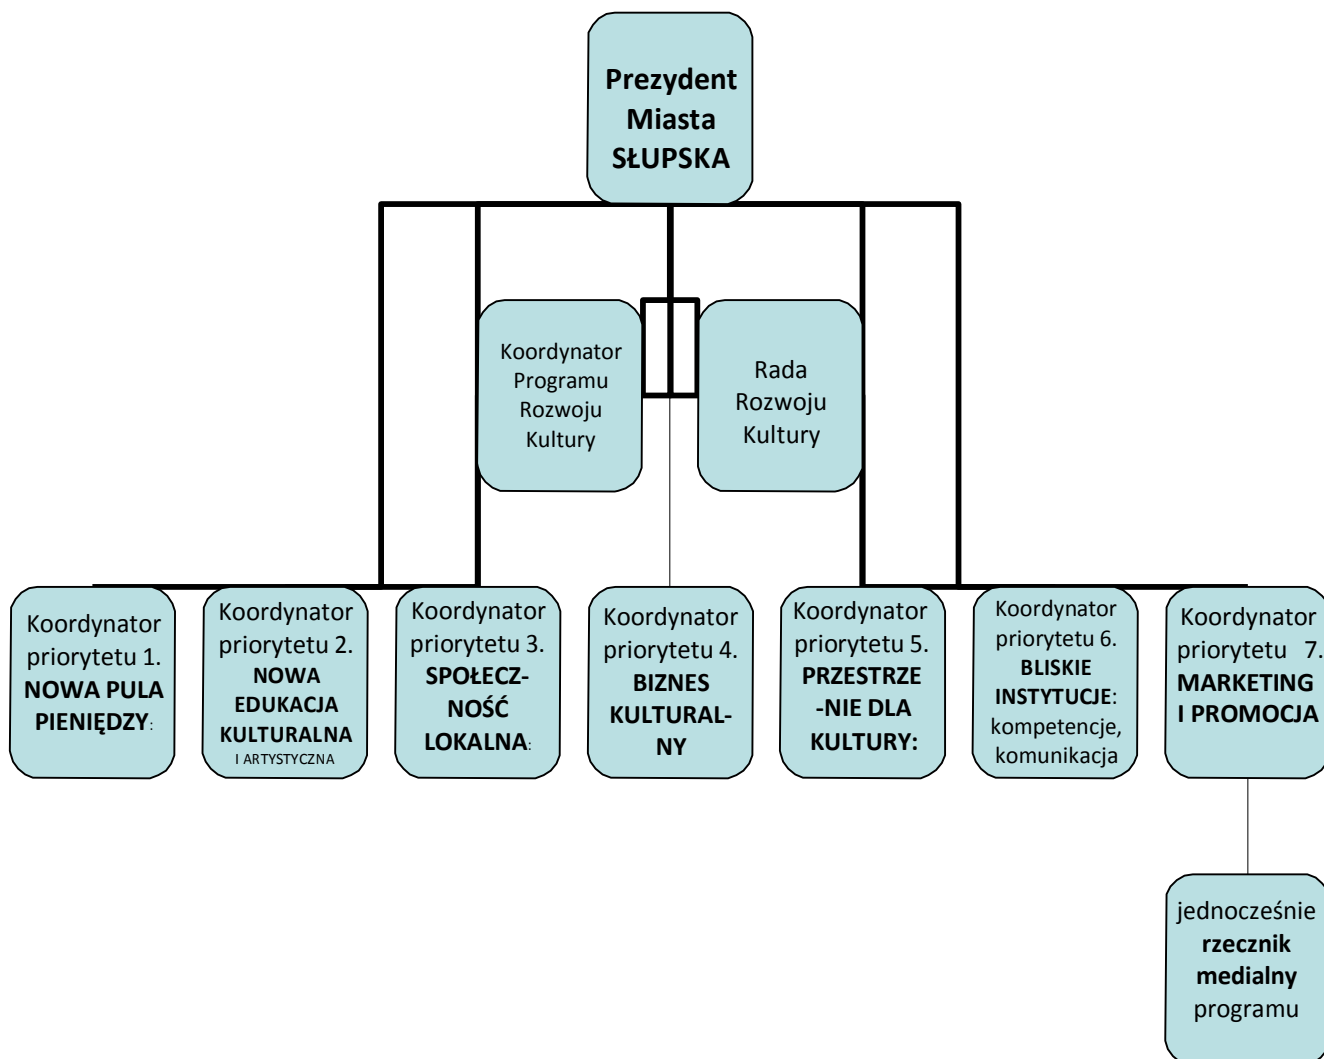 Prezydent
Miasta
SŁUPSKA
Koordynator
Programu
Rozwoju
Kultury
Rada
Rozwoju
Kultury
Koordynator
priorytetu 1.
NOWA PULA
PIENIĘDZY:
Koordynator
priorytetu 2.
NOWA
EDUKACJA
KULTURALNA
I ARTYSTYCZNA
Koordynator
priorytetu 3.
SPOŁECZ-
NOŚĆ
LOKALNA:
Koordynator
priorytetu 4.
BIZNES
KULTURAL-
NY
Koordynator
priorytetu 5.
PRZESTRZE
-NIE DLA
KULTURY:
Koordynator
priorytetu 6.
BLISKIE
INSTYTUCJE:
kompetencje,
komunikacja
Koordynator
priorytetu 7.
MARKETING
I PROMOCJA
jednocześnie
rzecznik
medialny
programu